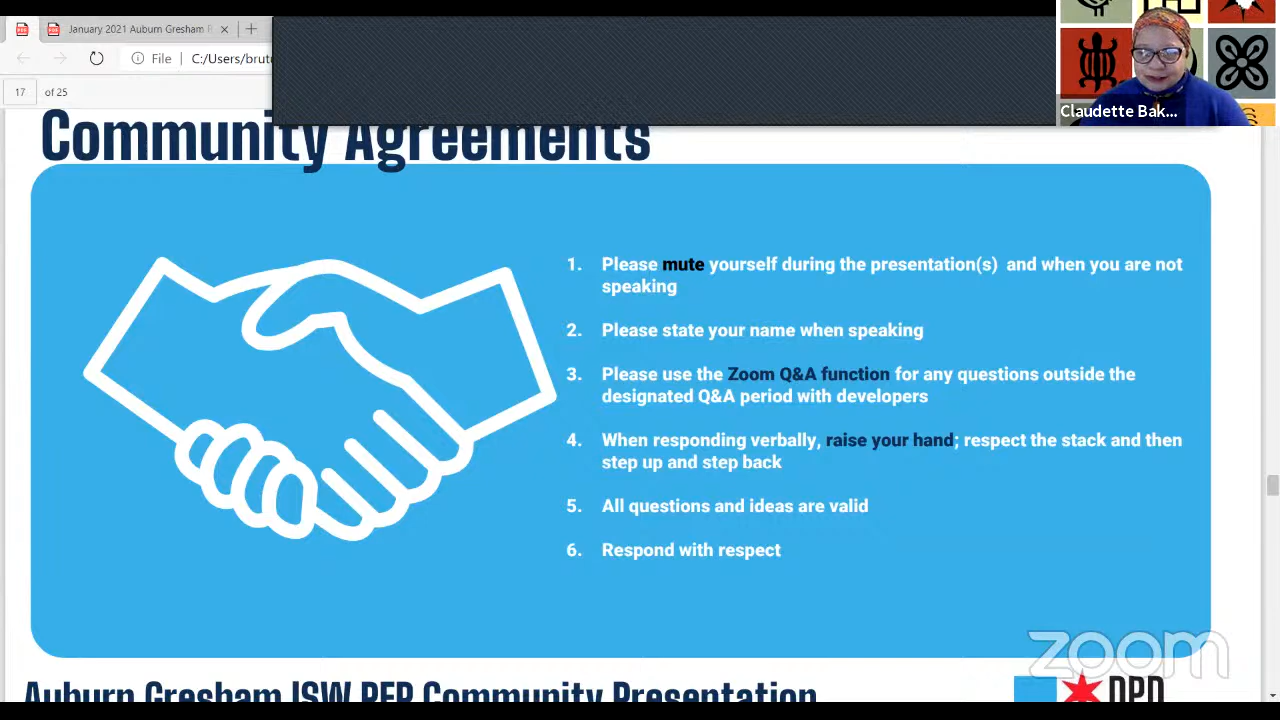 January 2021 Auburn Gresham
File
C:/Users/brut
17 of 25
Claudette Bak...
Community Agreements
1. Please mute yourself during the presentation(s) and when you are not
speaking
2. Please state your name when speaking
3. Please use the Zoom Q&A function for any questions outside the
designated Q&A period with developers
4. When responding verbally, raise your hand; respect the stack and then
step up and step back
5. All questions and ideas are valid
6. Respond with respect
zoom
Auburn Gresham ISW RFP Community Presentation
DPD